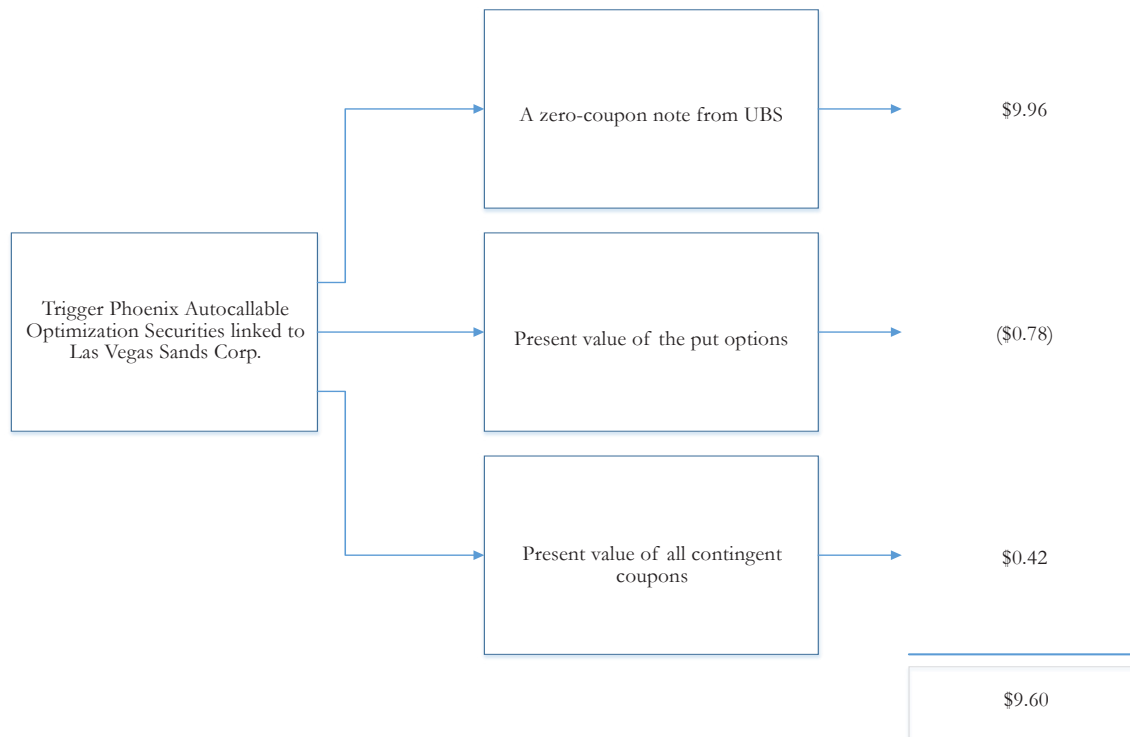 A zero-coupon note from UBS
$9.96
Trigger Phoenix Autocallable
Optimization Securities linked to
Las Vegas Sands Corp.
Present value of the put options
($0.78)
Present value of all contingent
coupons
$0.42
$9.60